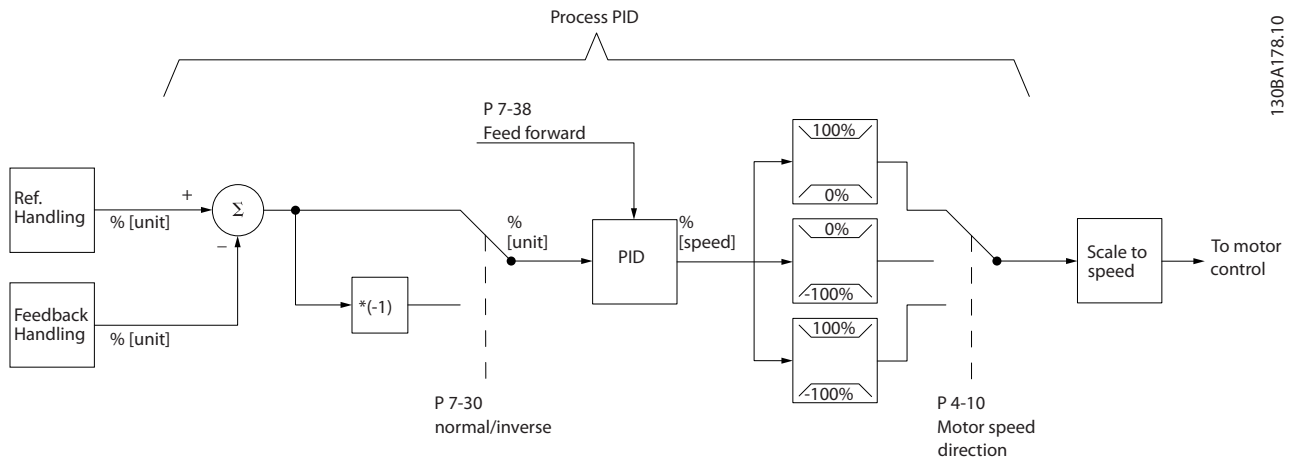 Process PID
130BA178.10
P 7-38
Feed forward
100%
0%
Ref.
Handling
+
% [unit]
Σ
−
%
[unit]
PID
%
[speed]
0%
-100%
Scale to
speed
To motor
control
Feedback
Handling
% [unit]
*(-1)
100%
-100%
P 7-30
normal/inverse
P 4-10
Motor speed
direction